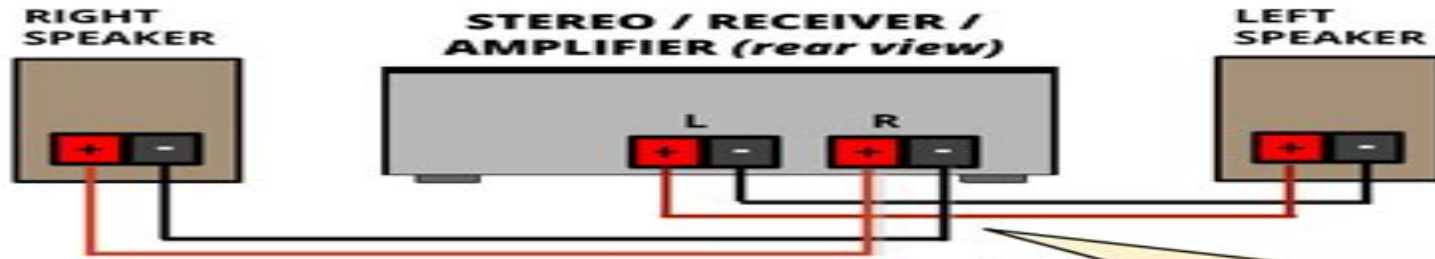 RIGHT
SPEAKER
STEREO / RECEIVER /
AMPLIFIER (rear view)
LEFT
SPEAKER
L
R
+
-
+
-
+
-
+
-